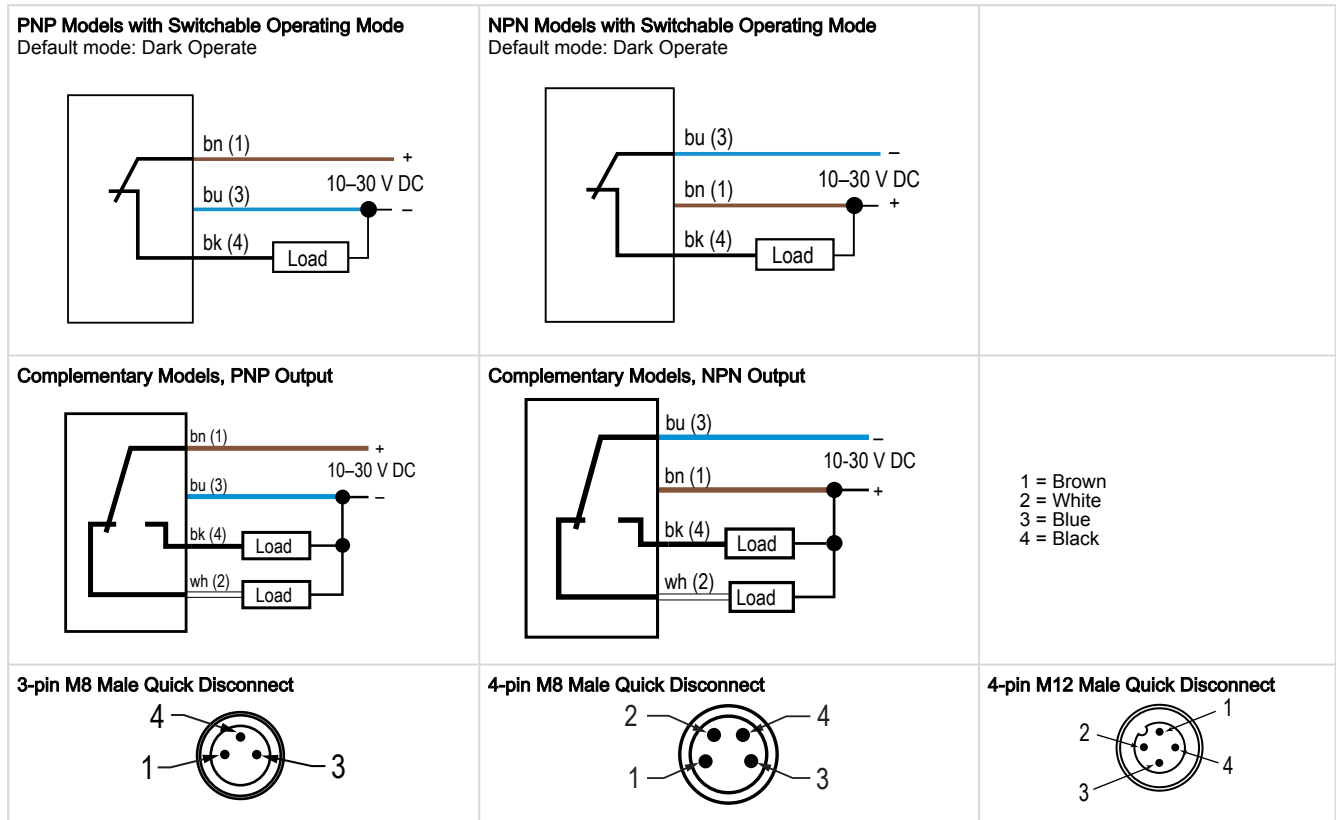 PNP Models with Switchable Operating Mode
Default mode: Dark Operate
bn (1)
+
10–30 V DC
bu (3)
–
bk (4)
Load
NPN Models with Switchable Operating Mode
Default mode: Dark Operate
bu (3)
–
10–30 V DC
bn (1)
+
bk (4)
Load
Complementary Models, PNP Output
bn (1)
+
10–30 V DC
bu (3)
–
bk (4)
Load
wh (2)
Load
Complementary Models, NPN Output
bu (3)
–
10-30 V DC
bn (1)
+
bk (4)
Load
wh (2)
Load
1 = Brown
2 = White
3 = Blue
4 = Black
3-pin M8 Male Quick Disconnect
4
1
3
4-pin M8 Male Quick Disconnect
2
4
1
3
4-pin M12 Male Quick Disconnect
1
2
4
3